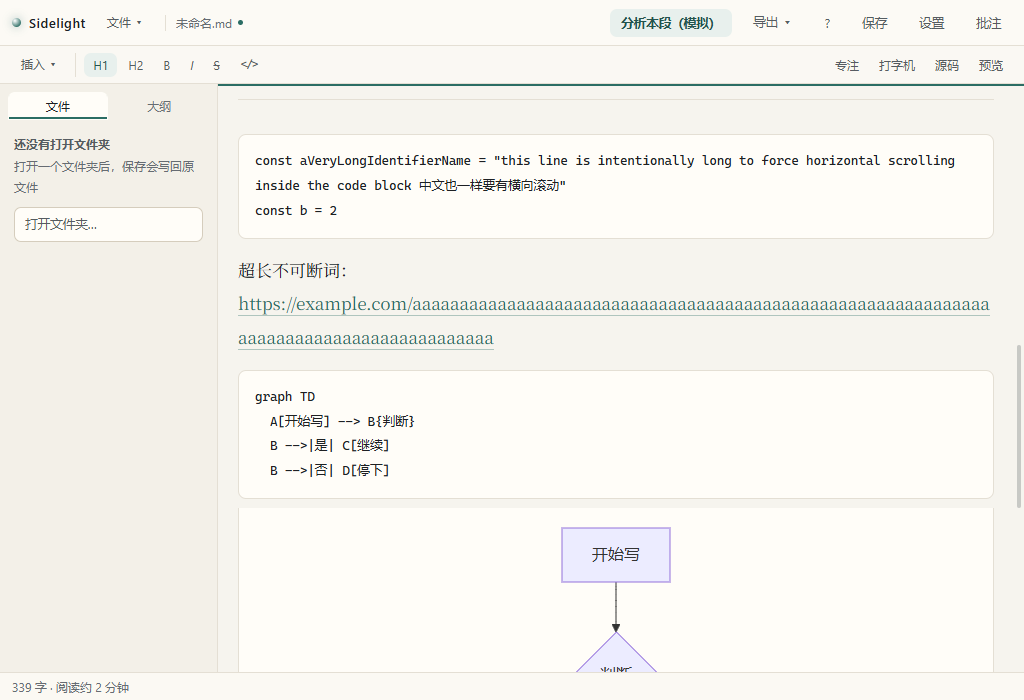 Sidelight 文件 未命名.md 分析本段（模拟） 导出 ? 保存 设置 批注
插入 H1 H2 B I S </> 专注 打字机 源码 预览
文件 大纲
还没有打开文件夹
打开一个文件夹后，保存会写回原
文件
打开文件夹...
const aVeryLongIdentifierName = "this line is intentionally long to force horizontal scrolling
inside the code block 中文也一样要有横向滚动"
const b = 2
超长不可断词：
https://example.com/aaaaaaaaaaaaaaaaaaaaaaaaaaaaaaaaaaaaaaaaaaaaaaaaaaaaaaaaaaaaa
aaaaaaaaaaaaaaaaaaaaaaaaaaa
graph TD
A[开始写] --> B{判断}
B -->|是| C[继续]
B -->|否| D[停下]
开始写
判断
339 字 · 阅读约 2 分钟